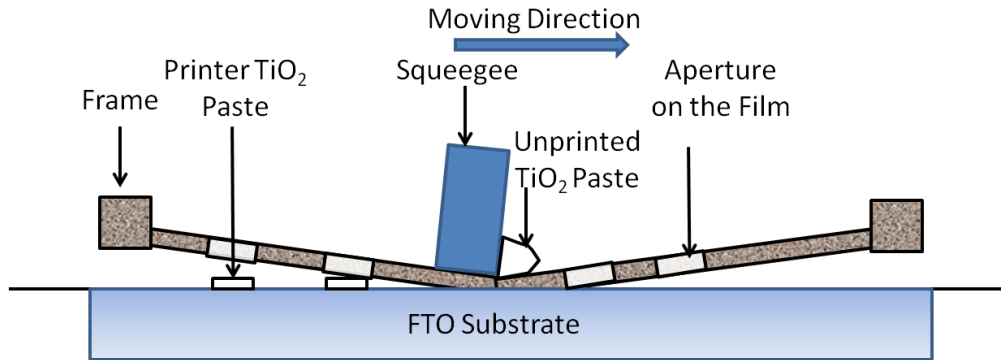 Moving Direction
Printer TiO₂
Paste
Squeegee
Aperture
on the Film
Frame
Unprinted
TiO₂ Paste
FTO Substrate